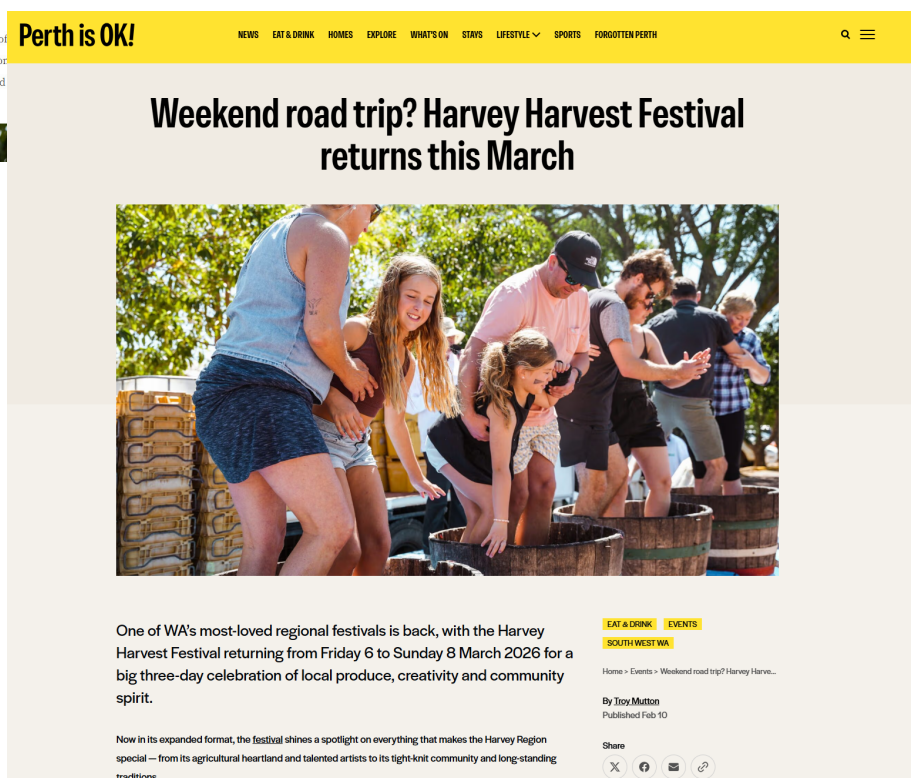 Perth is OK!
NEWS EAT & DRINK HOMES EXPLORE WHAT'S ON STAYS LIFESTYLE SPORTS FORGOTTEN PERTH
Weekend road trip? Harvey Harvest Festival
returns this March
One of WA's most-loved regional festivals is back, with the Harvey
Harvest Festival returning from Friday 6 to Sunday 8 March 2026 for a
big three-day celebration of local produce, creativity and community
spirit.
Now in its expanded format, the festival shines a spotlight on everything that makes the Harvey Region
special — from its agricultural heartland and talented artists to its tight-knit community and long-standing
traditions.
EAT & DRINK EVENTS
SOUTH WEST WA
Home > Events > Weekend road trip? Harvey Harve...
By Troy Mutton
Published Feb 10
Share